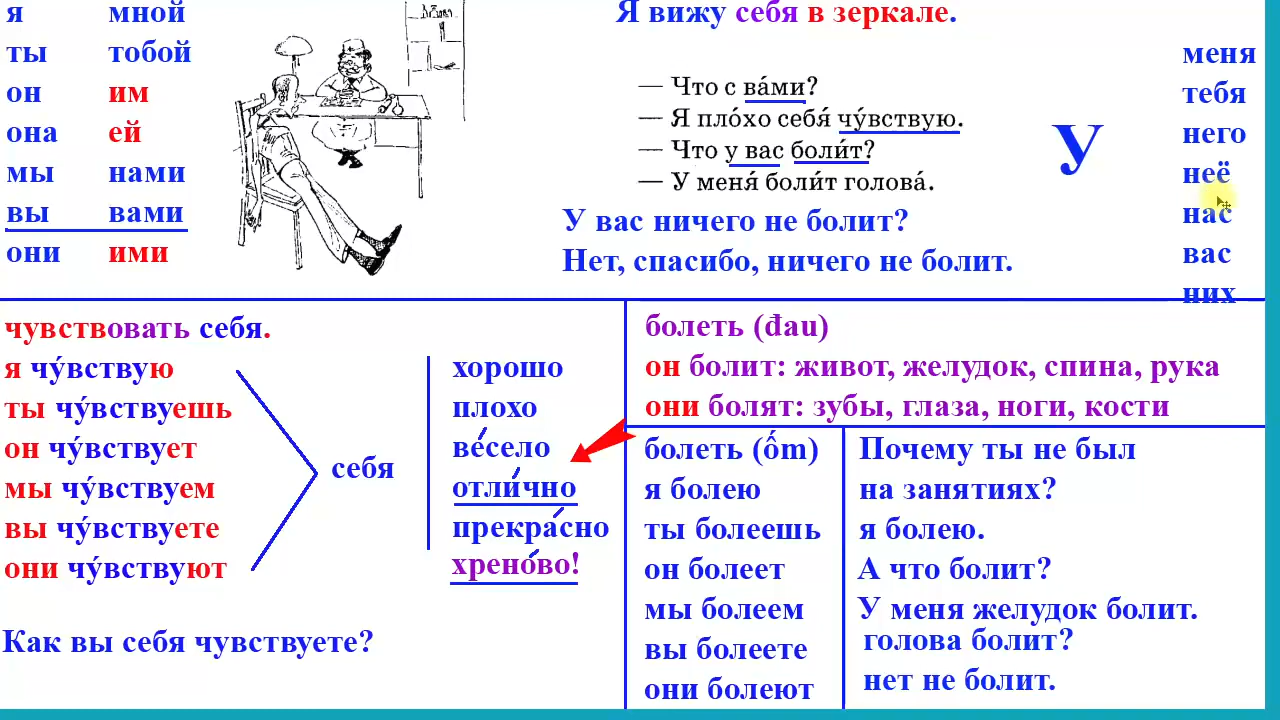 я мной
ты тобой
он им
она ей
мы нами
вы вами
они ими
Я вижу себя в зеркале.
— Что с ва́ми?
— Я пло́хо себя́ чу́вствую.
— Что у вас боли́т?
— У меня́ боли́т голова́.
У вас ничего не болит?
Нет, спасибо, ничего не болит.
У
меня
тебя
него
неё
нас
вас
них
чувствовать себя.
я чу́вствую
ты чу́вствуешь
он чу́вствует
мы чу́вствуем
вы чу́вствуете
они чу́вствуют
себя
хорошо
плохо
ве́село
отли́чно
прекра́сно
хрено́во!
Как вы себя чувствуете?
болеть (đau)
он болит: живот, желудок, спина, рука
они болят: зубы, глаза, ноги, кости
болеть (ốm)
я болею
ты болеешь
он болеет
мы болеем
вы болеете
они болеют
Почему ты не был
на занятиях?
я болею.
А что болит?
У меня желудок болит.
голова болит?
нет не болит.